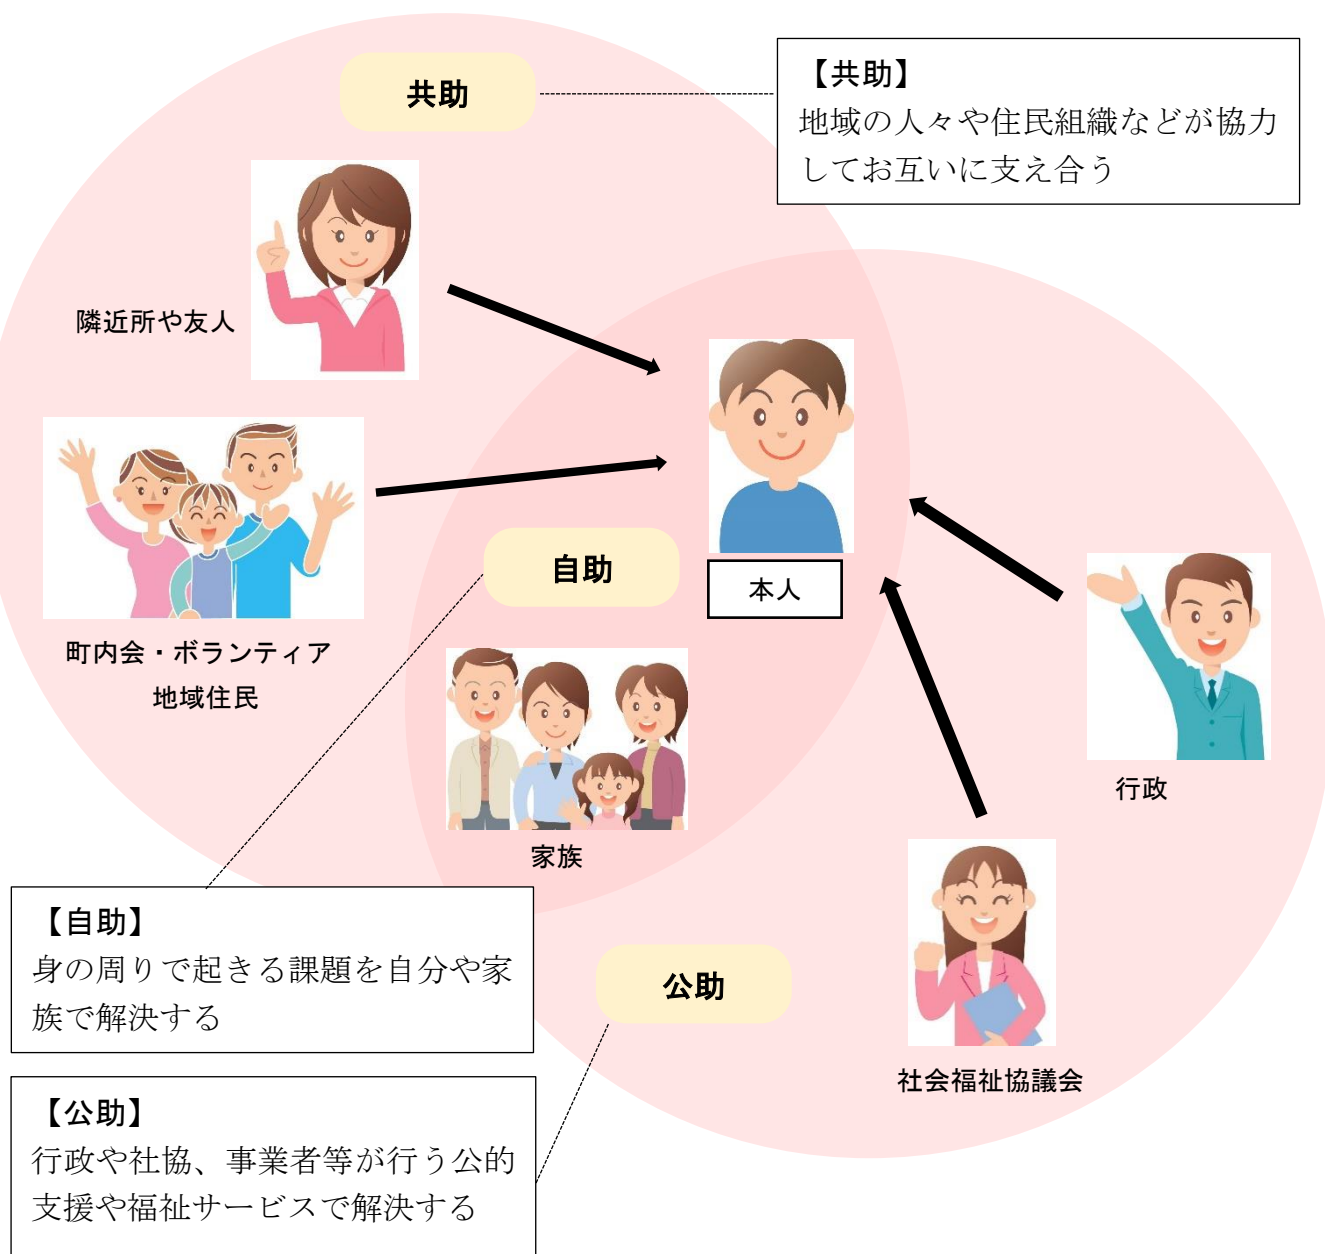 共助
【共助】
地域の人々や住民組織などが協力
してお互いに支え合う
隣近所や友人
自助
本人
町内会・ボランティア
地域住民
行政
家族
【自助】
身の周りで起きる課題を自分や家
族で解決する
公助
社会福祉協議会
【公助】
行政や社協、事業者等が行う公的
支援や福祉サービスで解決する